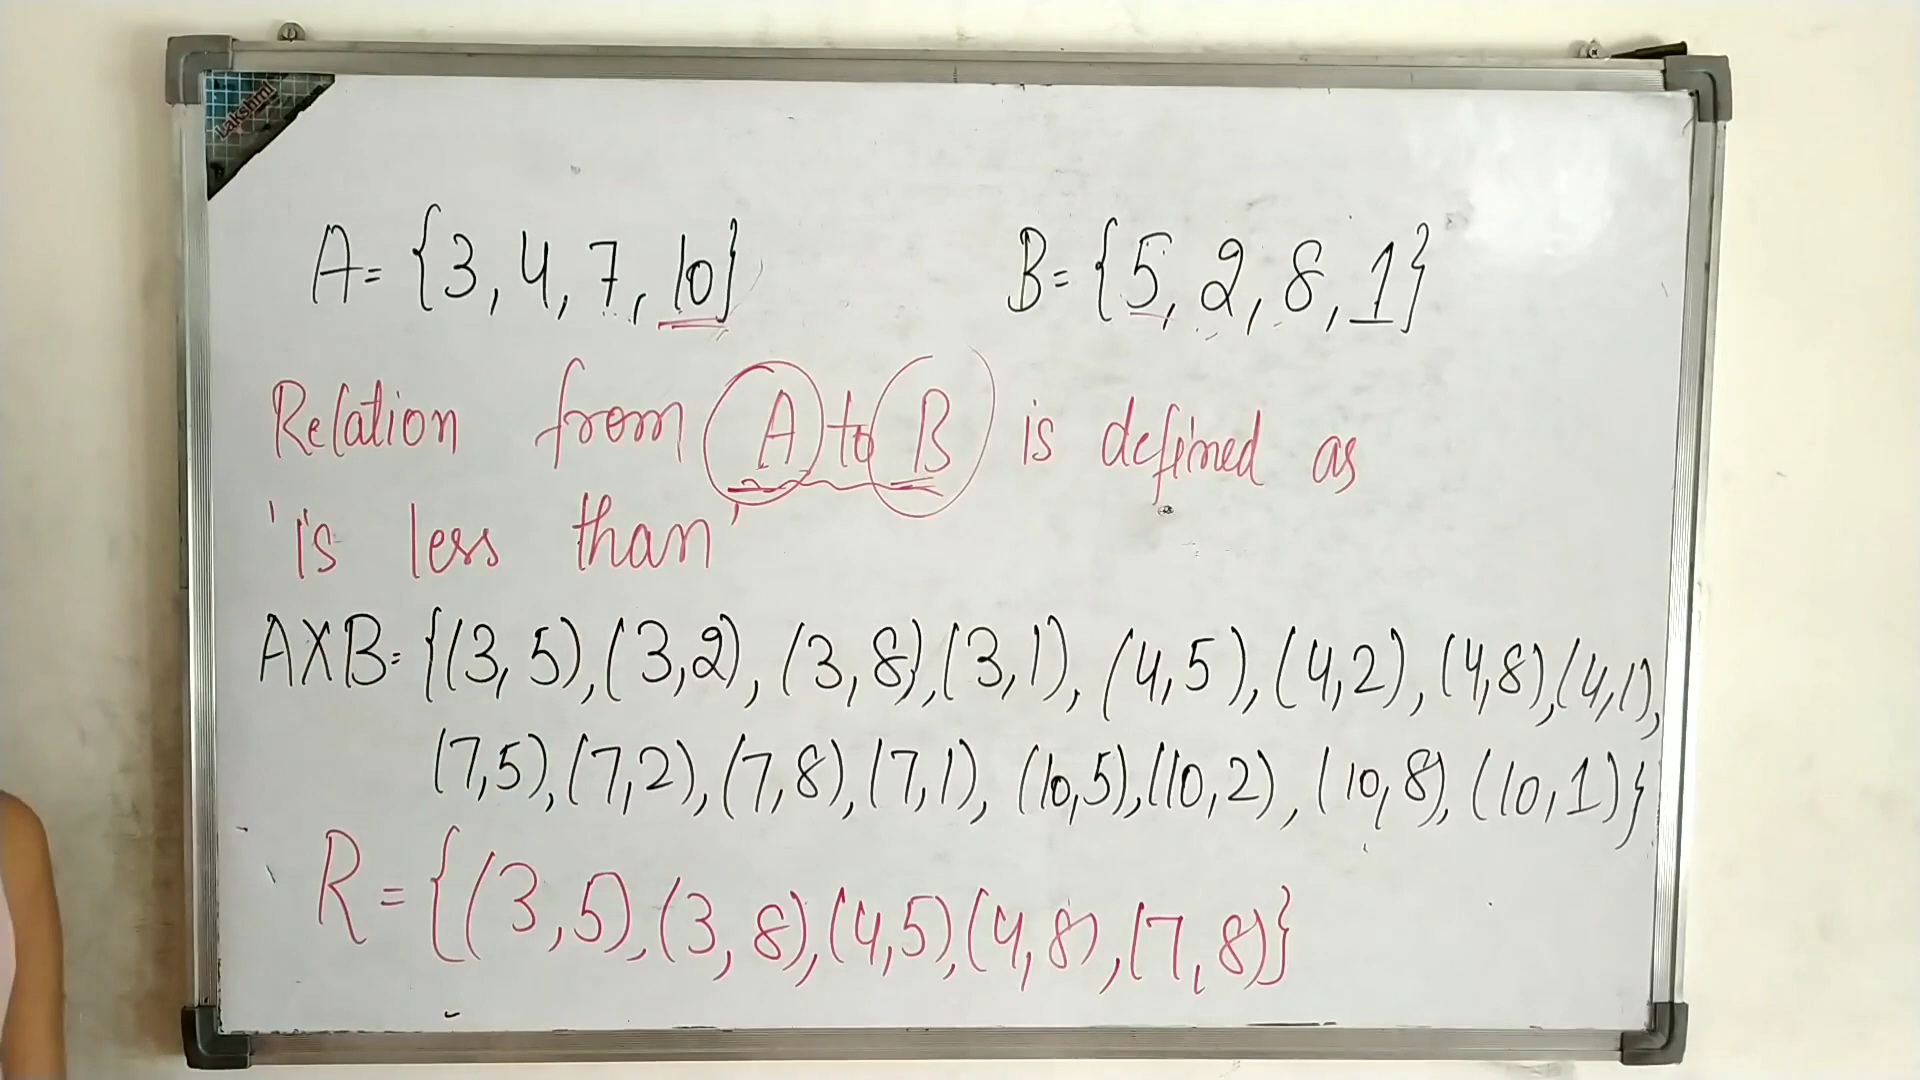 Lakshmi
A= {3, 4, 7, 10} B= {5, 2, 8, 1}
Relation from A to B is defined as
'is less than'
AXB= {(3, 5), (3,2), (3,8), (3,1), (4,5), (4,2), (4,8), (4,1),
(7,5), (7,2), (7,8), (7,1), (10,5), (10,2), (10,8), (10,1)}
R= {(3,5), (3,8), (4,5), (4,8), (7,8)}